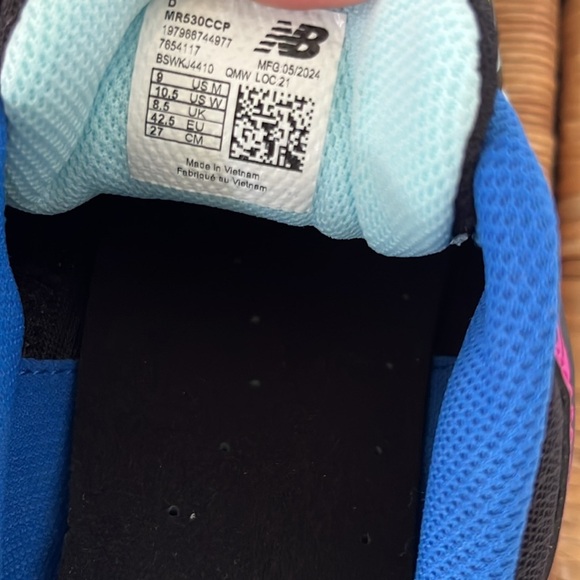 D
MR530CCP
197966744977
7654117
BSWKJ4410
NB
MFG:05/2024
QMW LOC:21
9 US M
10.5 US W
8.5 UK
42.5 EU
27 CM
Made in Vietnam
Fabriqué au Vietnam